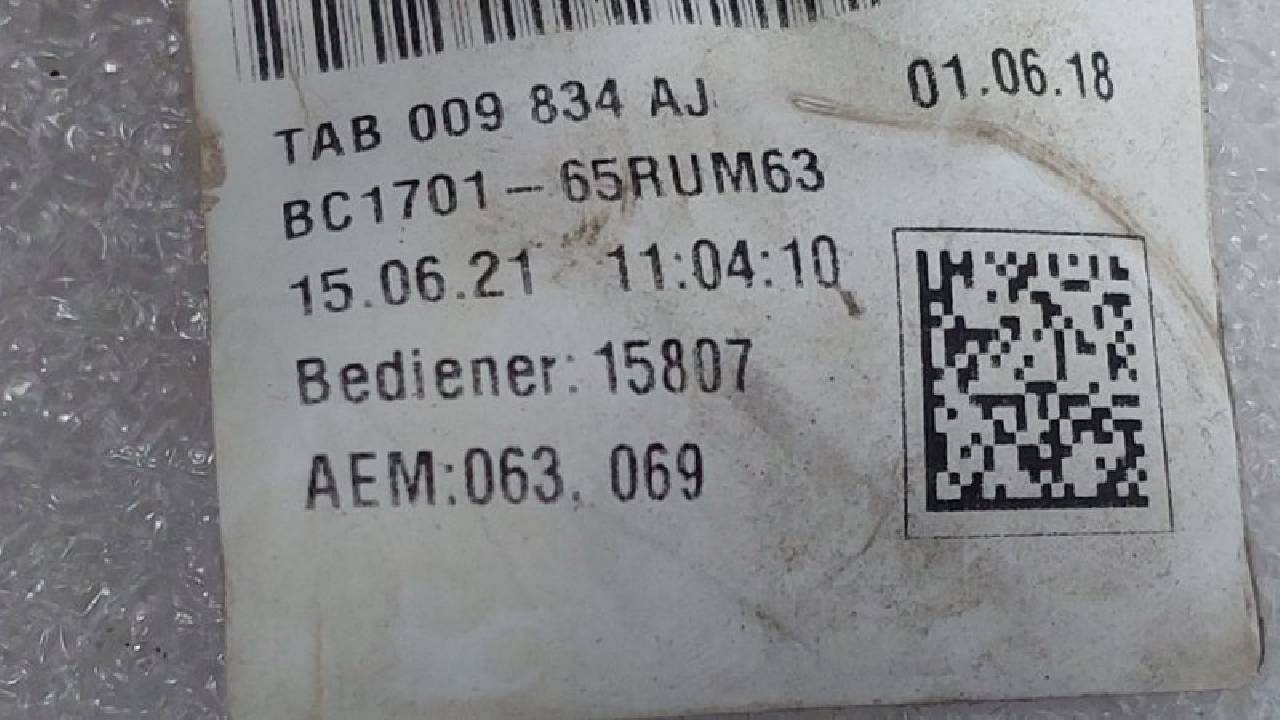 TAB 009 834 AJ 01.06.18
BC1701-65RUM63
15.06.21 11:04:10
Bediener: 15807
AEM:063. 069